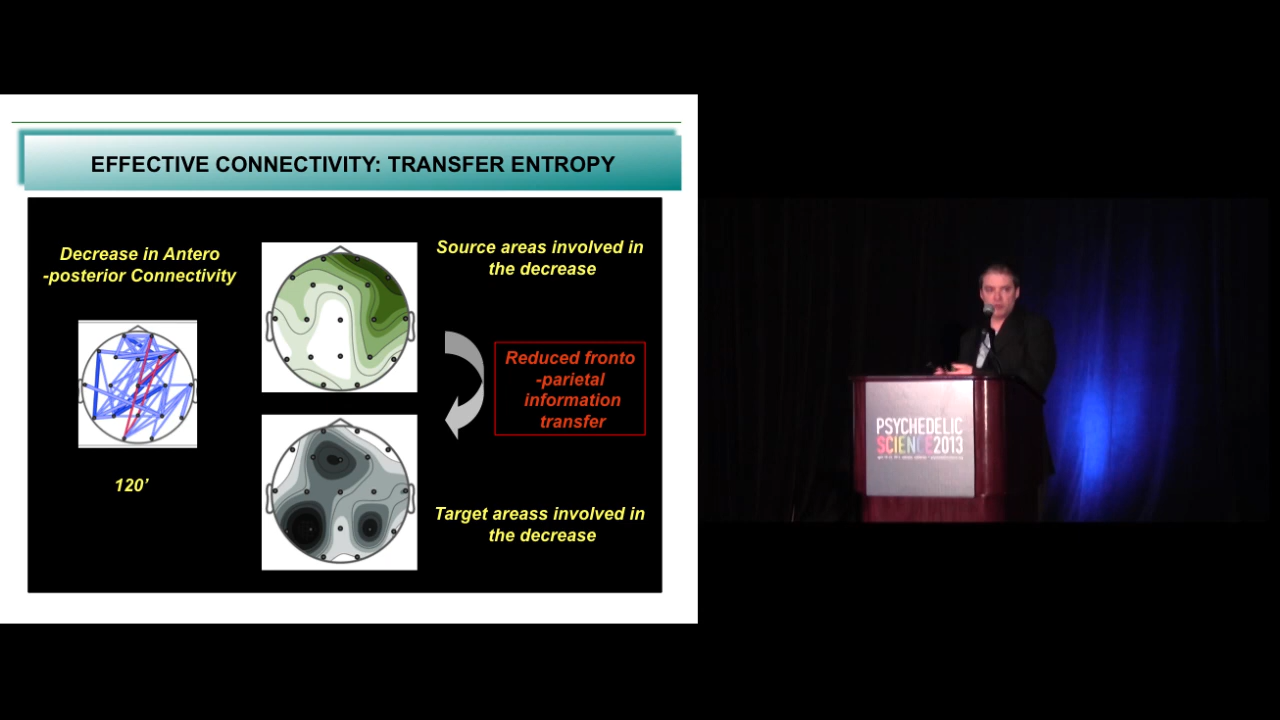 EFFECTIVE CONNECTIVITY: TRANSFER ENTROPY
Decrease in Antero
-posterior Connectivity
Source areas involved in
the decrease
Reduced fronto
-parietal
information
transfer
120’
Target areass involved in
the decrease
PSYCHEDELIC
SCIENCE2013